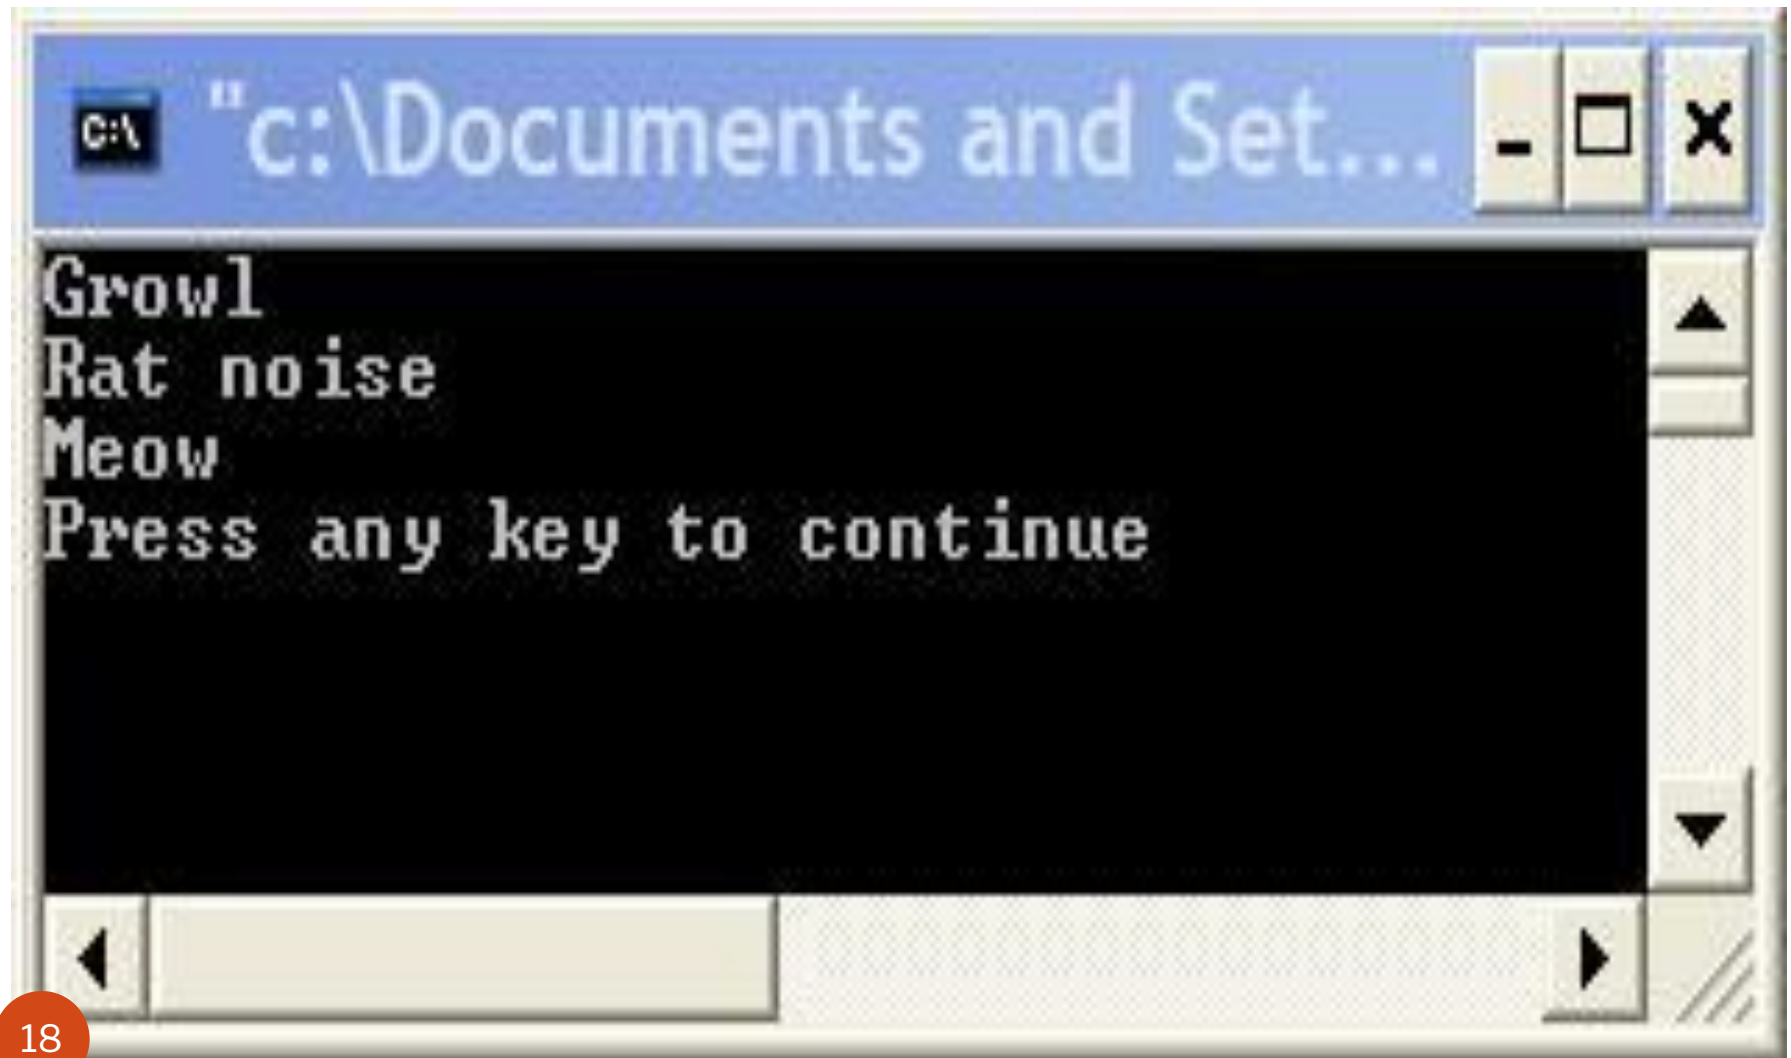 C:\ "c:\Documents and Set...
Growl
Rat noise
Meow
Press any key to continue
18